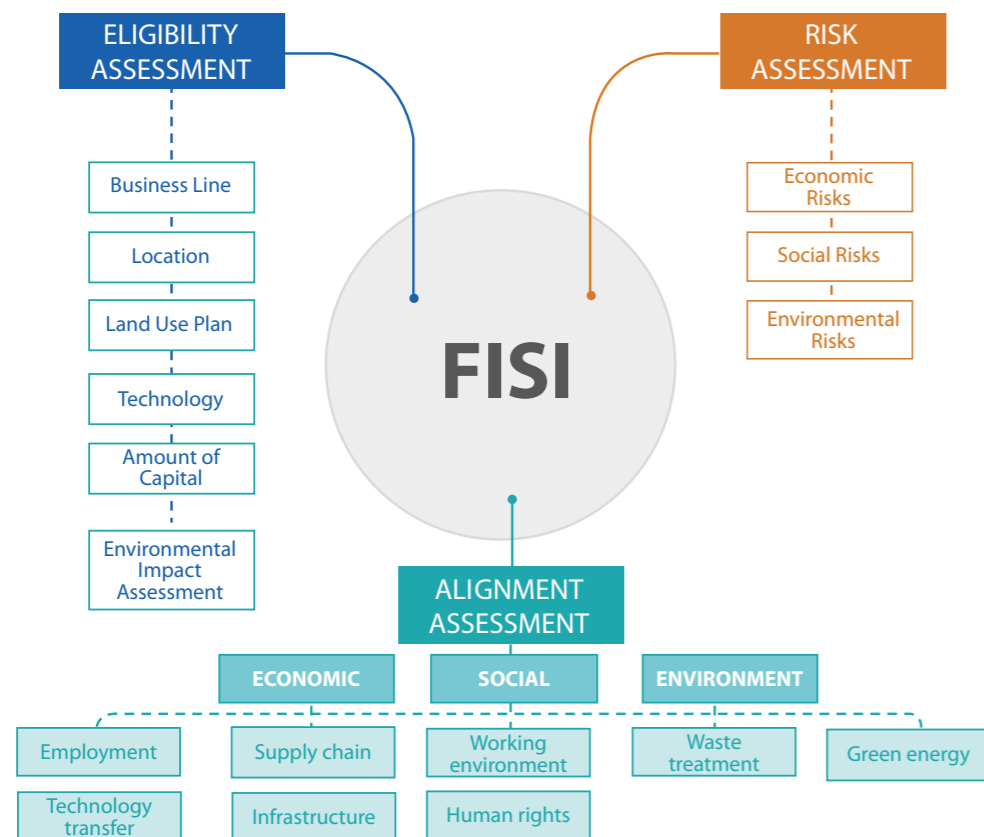 ELIGIBILITY
ASSESSMENT
Business Line
Location
Land Use Plan
Technology
Amount of
Capital
Environmental
Impact
Assessment
RISK
ASSESSMENT
Economic
Risks
Social Risks
Environmental
Risks
FISI
ALIGNMENT
ASSESSMENT
ECONOMIC
SOCIAL
ENVIRONMENT
Employment
Supply chain
Working
environment
Waste
treatment
Green energy
Technology
transfer
Infrastructure
Human rights